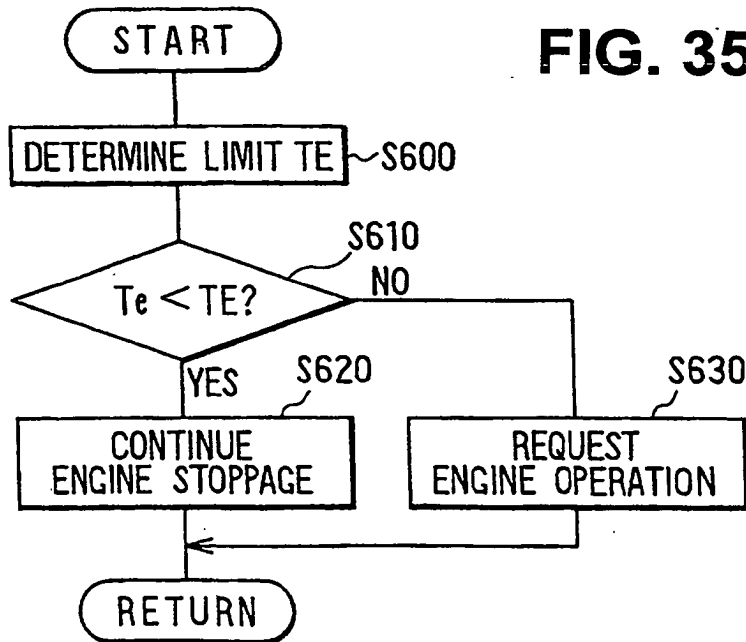 START
FIG. 35
DETERMINE LIMIT TE
S600
S610
Te < TE?
NO
YES
S620
S630
CONTINUE
ENGINE STOPPAGE
REQUEST
ENGINE OPERATION
RETURN